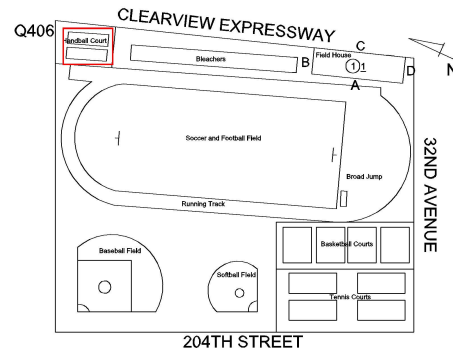 CLEARVIEW EXPRESSWAY
Q406
Handball Court
Bleachers
B
Field House
C
1 1
A
D
N
Soccer and Football Field
Broad Jump
Running Track
32ND AVENUE
Baseball Field
Softball Field
Basketball Courts
Tennis Courts
204TH STREET